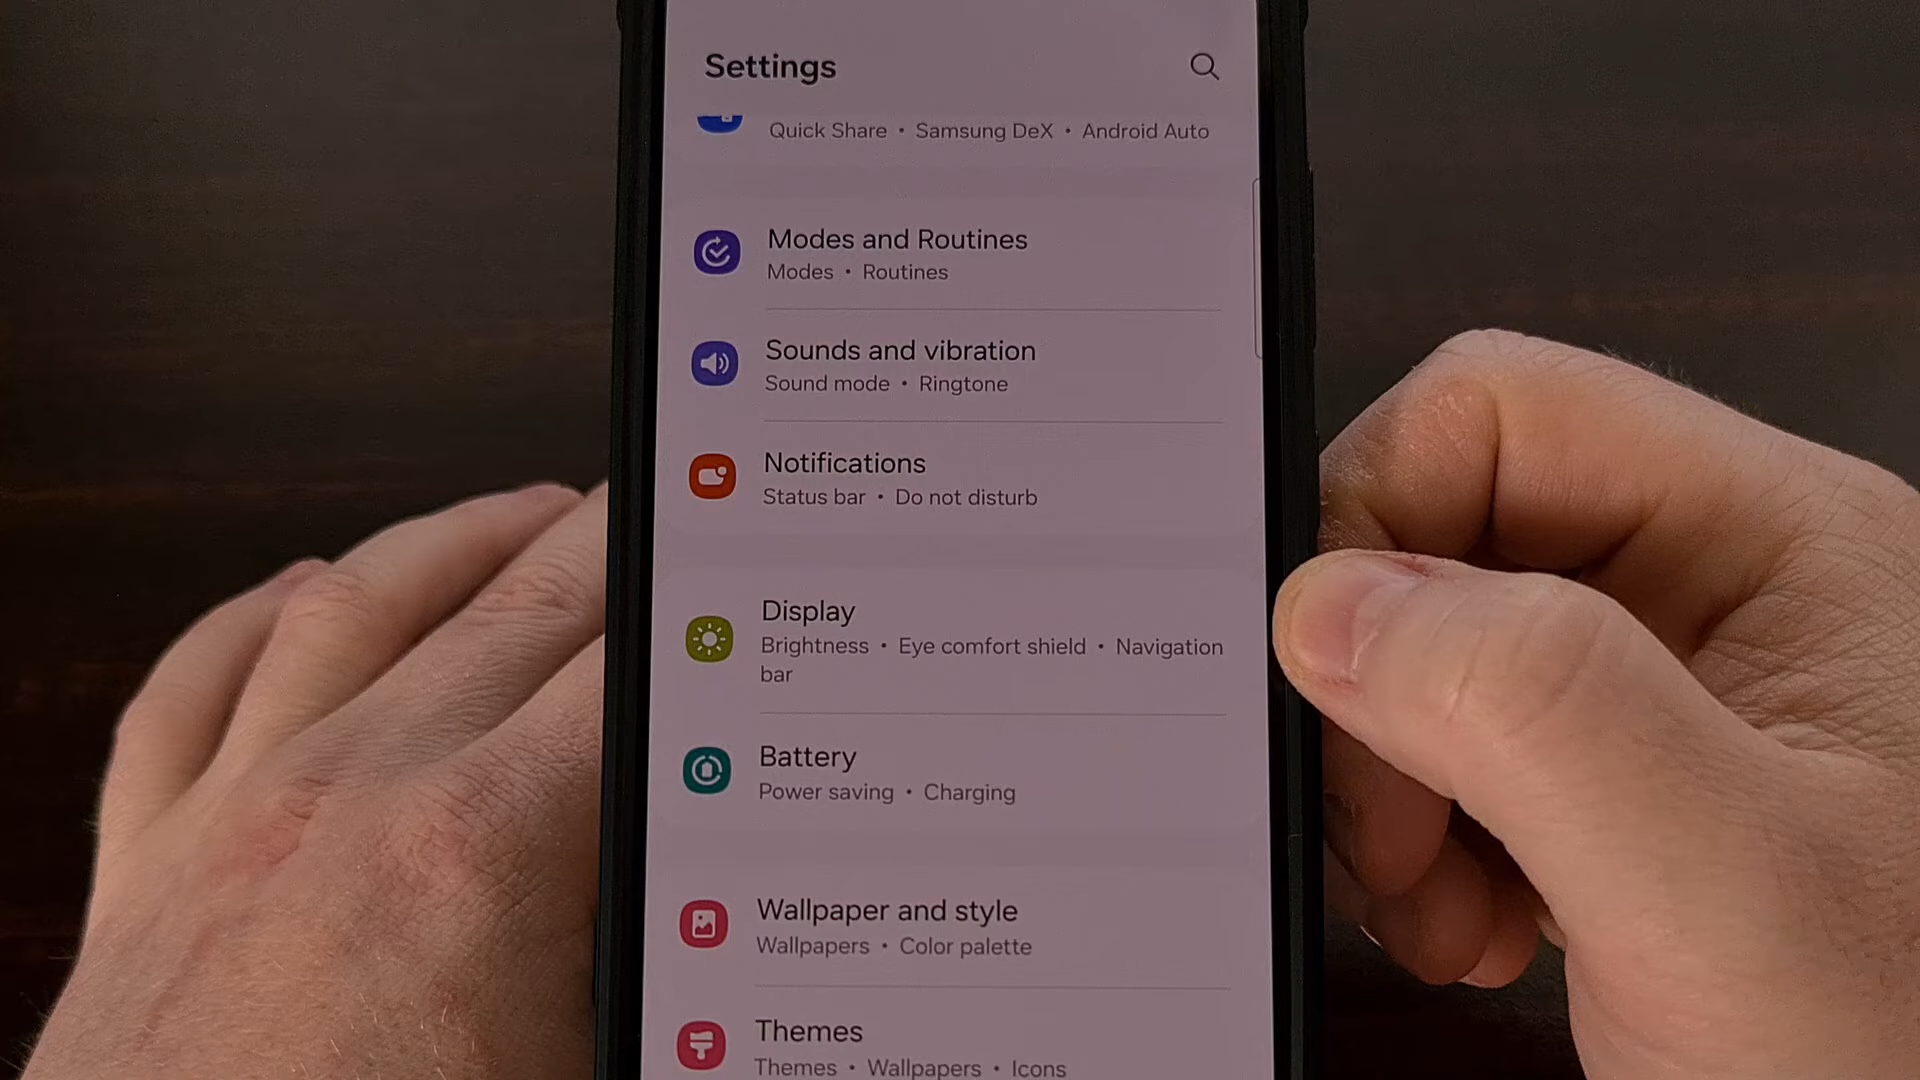 Settings
Quick Share • Samsung DeX • Android Auto
Modes and Routines
Modes • Routines
Sounds and vibration
Sound mode • Ringtone
Notifications
Status bar • Do not disturb
Display
Brightness • Eye comfort shield • Navigation
bar
Battery
Power saving • Charging
Wallpaper and style
Wallpapers • Color palette
Themes
Themes • Wallpapers • Icons